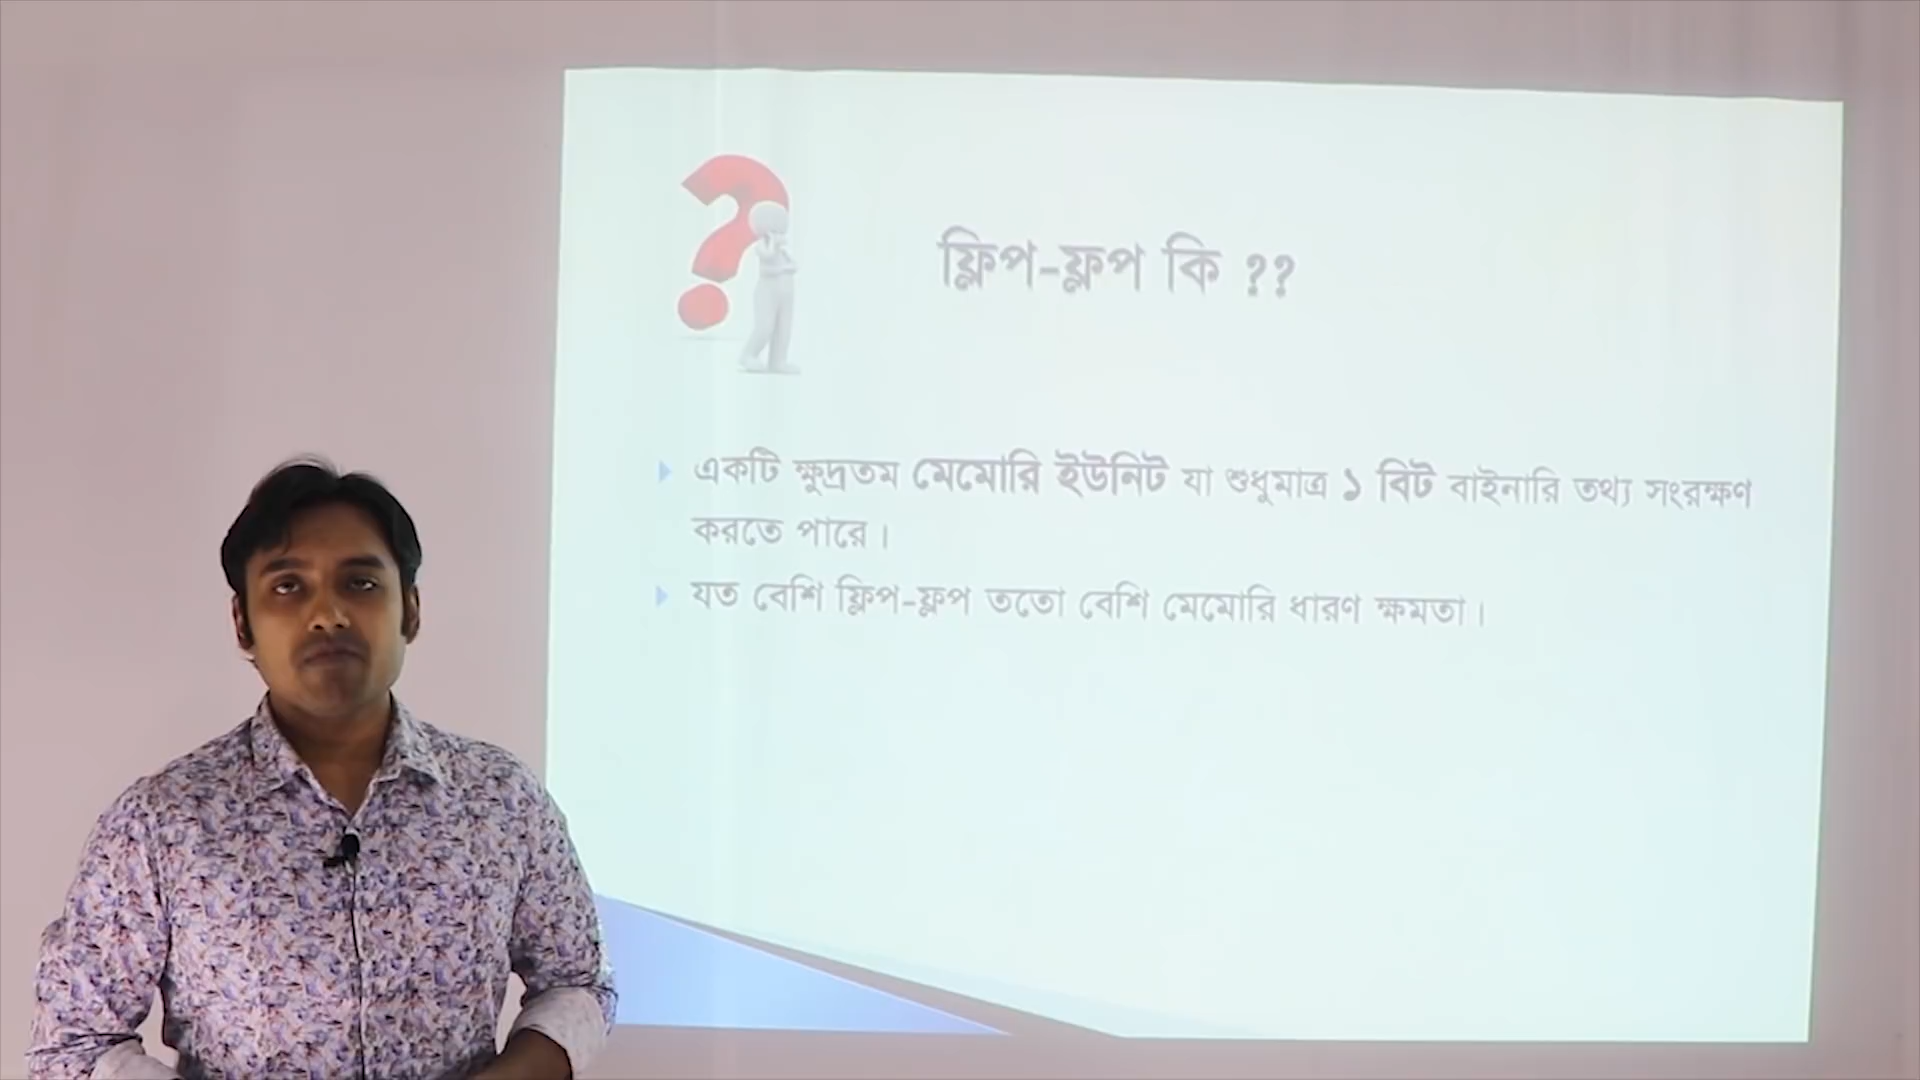 ফ্লিপ-ফ্লপ কি ??
একটি ক্ষুদ্রতম মেমোরি ইউনিট যা শুধুমাত্র ১ বিট বাইনারি তথ্য সংরক্ষণ
করতে পারে।
যত বেশি ফ্লিপ-ফ্লপ ততো বেশি মেমোরি ধারণ ক্ষমতা।